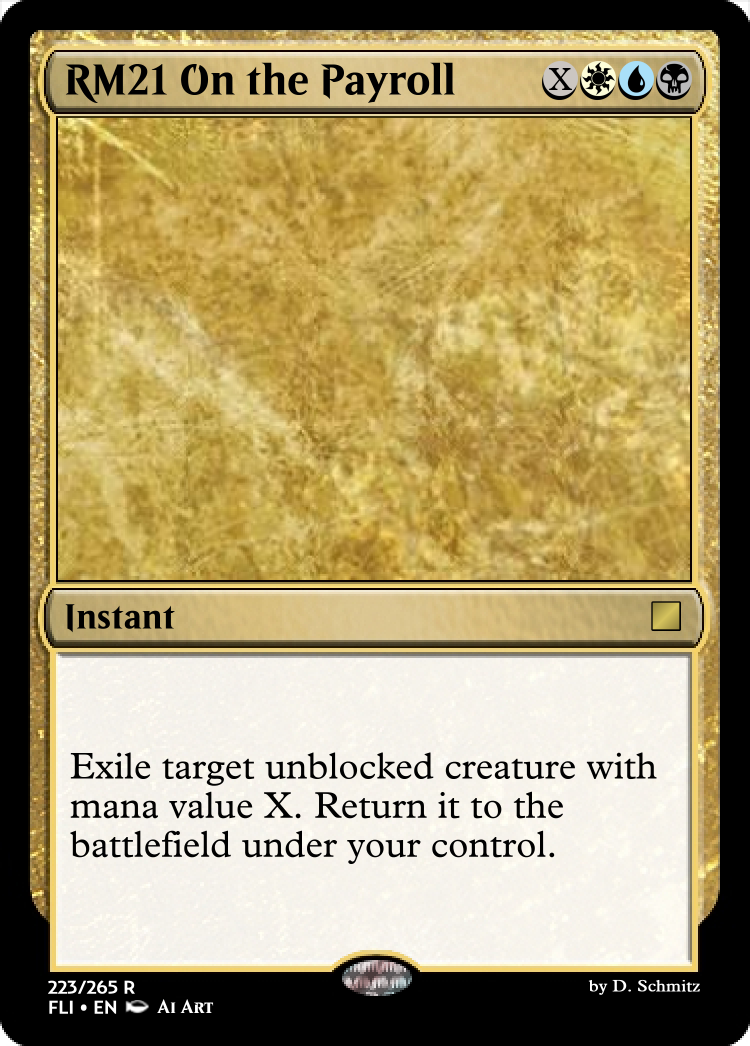 RM21 On the Payroll X
Instant
Exile target unblocked creature with
mana value X. Return it to the
battlefield under your control.
223/265 R
FLI • EN AI ART
by D. Schmitz